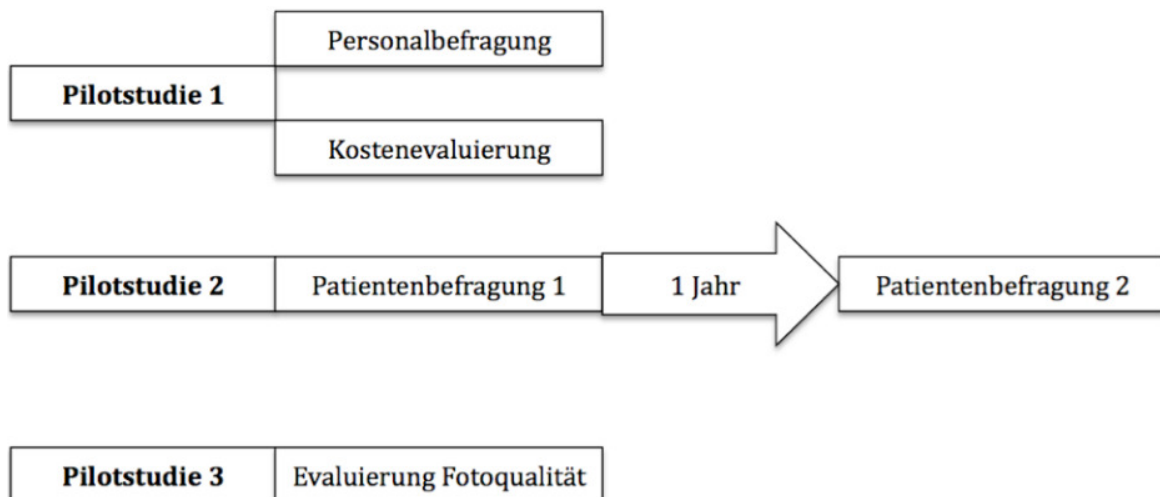 Personalbefragung
Pilotstudie 1
Kostenevaluierung
Pilotstudie 2 Patientenbefragung 1 1 Jahr Patientenbefragung 2
Pilotstudie 3 Evaluierung Fotoqualität